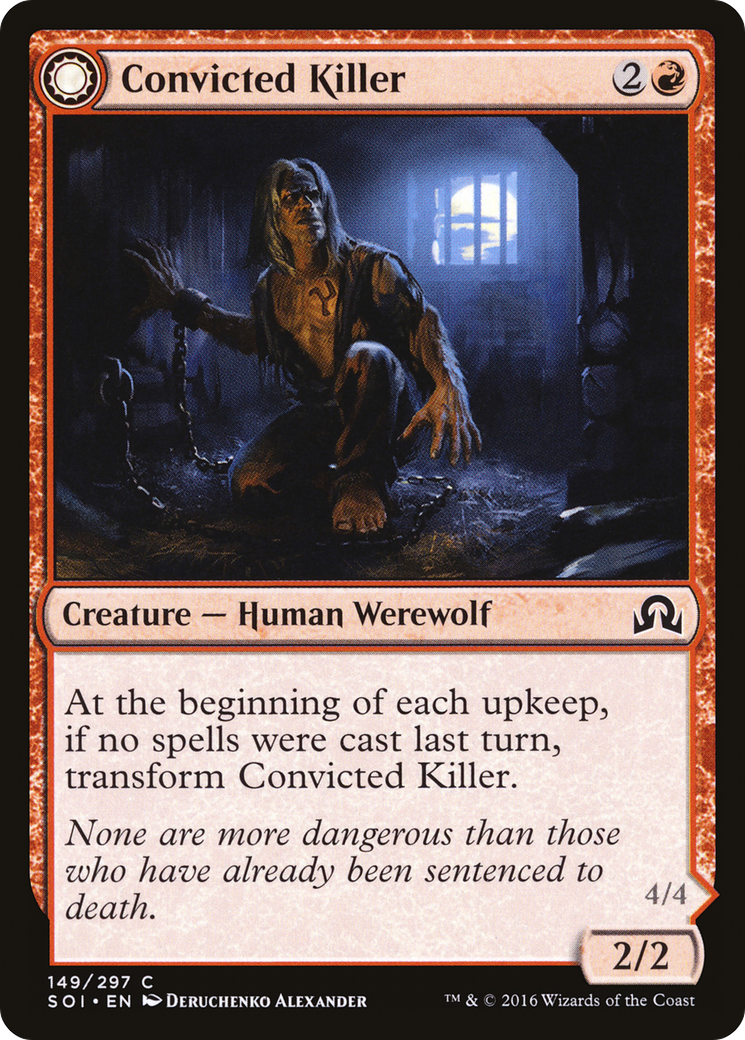 Convicted Killer 2
Creature — Human Werewolf
At the beginning of each upkeep,
if no spells were cast last turn,
transform Convicted Killer.
None are more dangerous than those
who have already been sentenced to
death.
4/4
2/2
149/297 C
SOI • EN Deruchenko Alexander
™ & © 2016 Wizards of the Coast